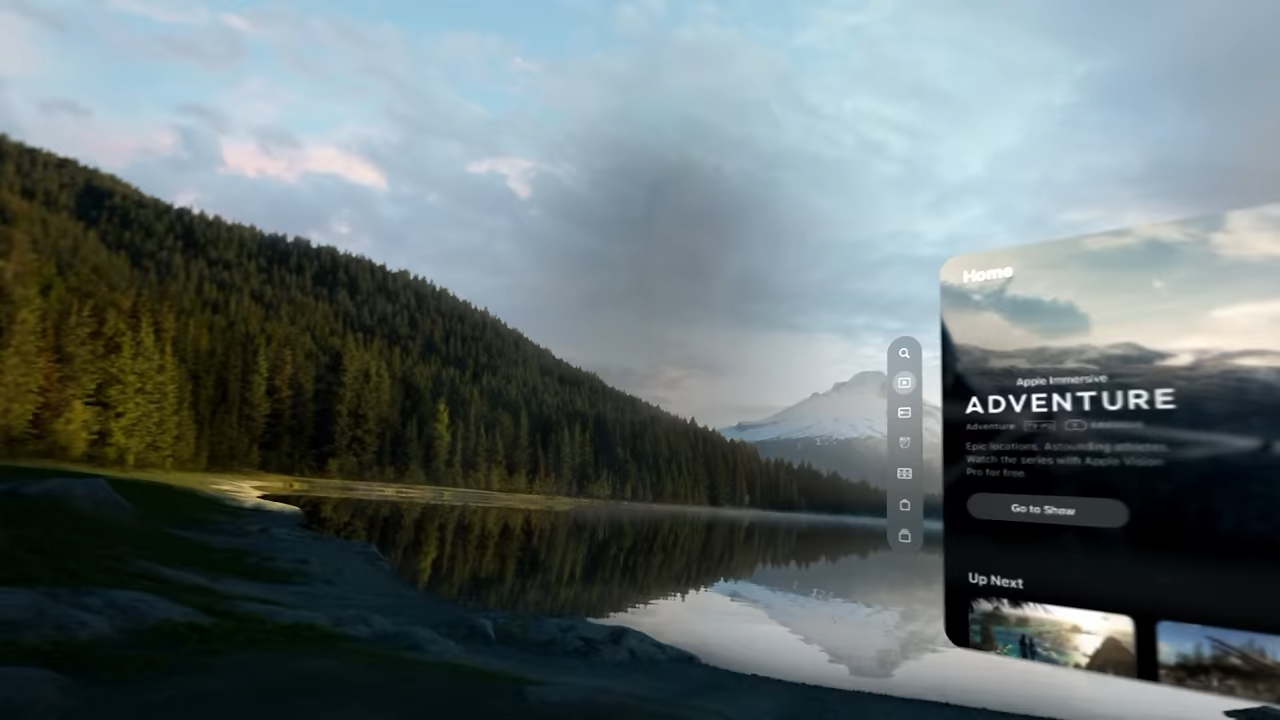 Home
Apple Immersive
ADVENTURE
Adventure
Epic locations. Astounding athletes.
Watch the series with Apple Vision
Pro for free.
Go to Show
Up Next